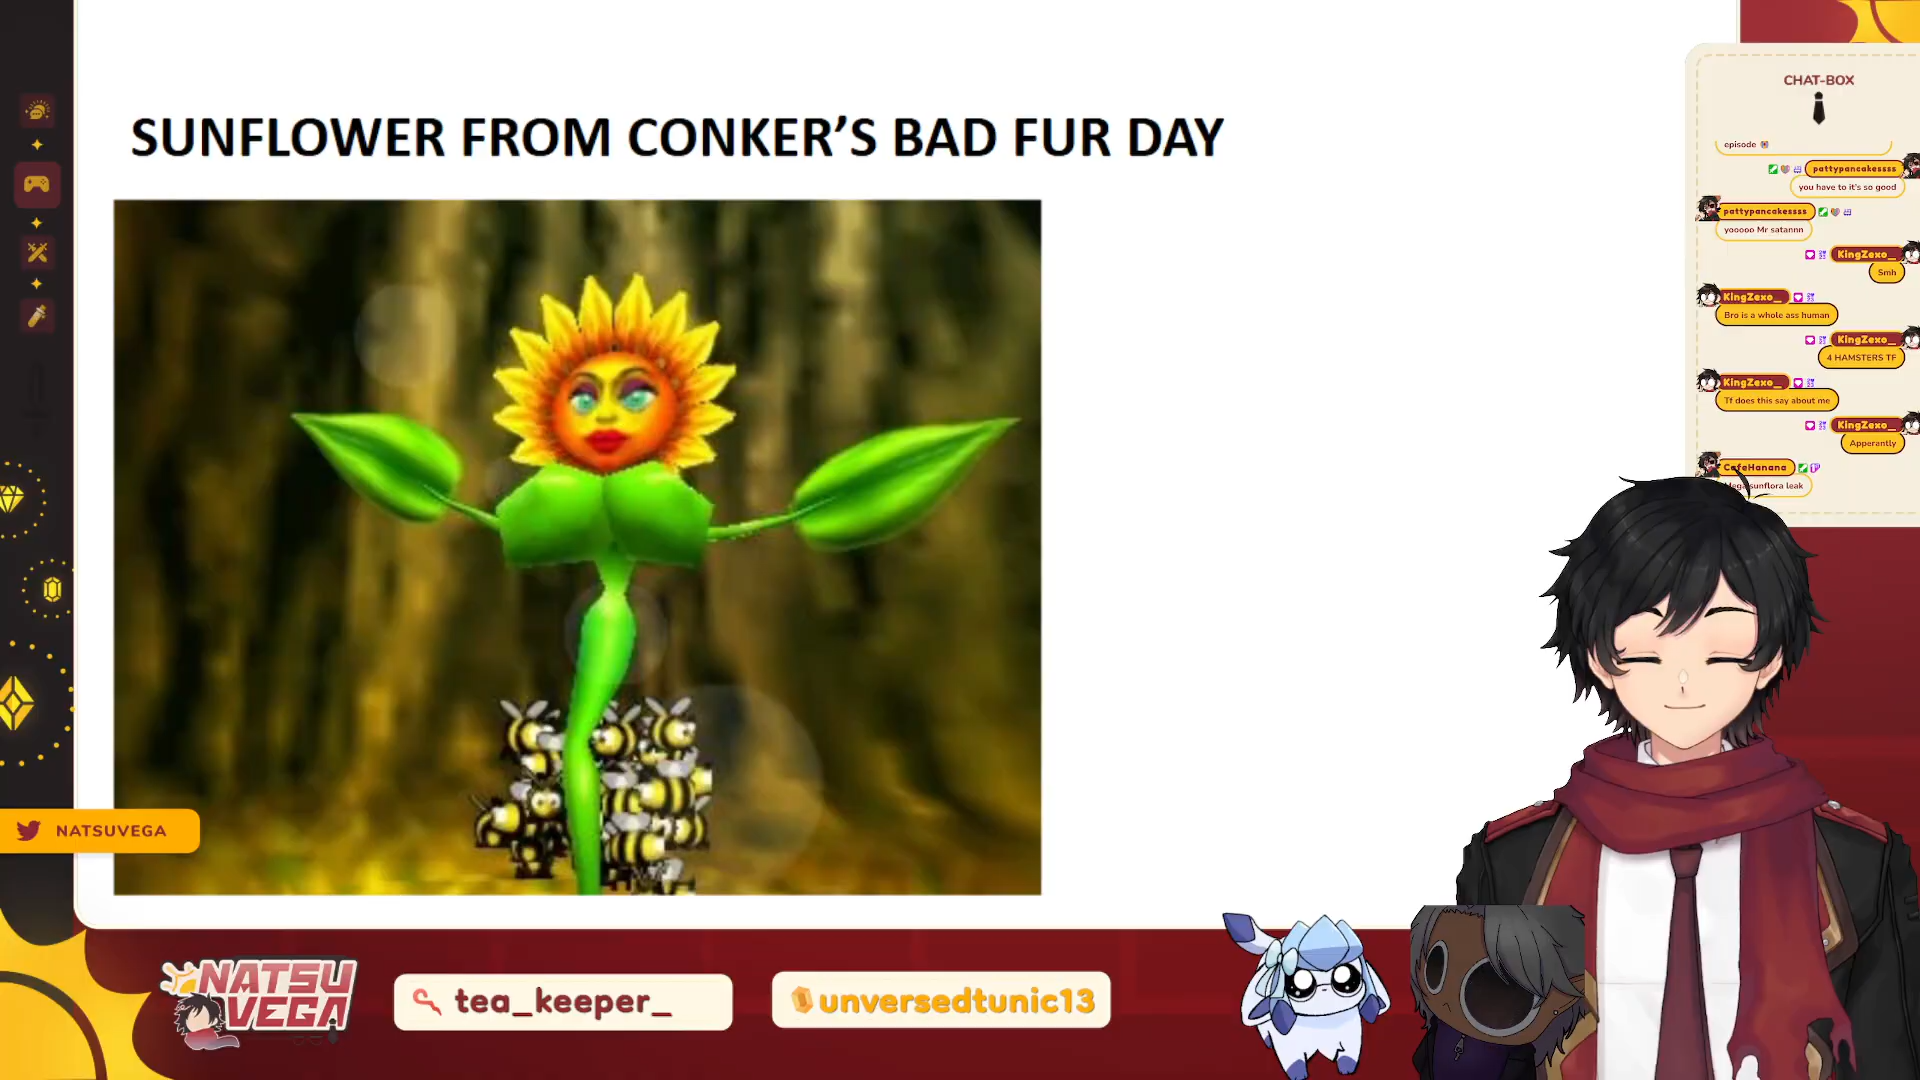 SUNFLOWER FROM CONKER'S BAD FUR DAY
CHAT-BOX
episode
pattypancakessss
you have to it's so good
pattypancakessss
yooooo Mr satannn
KingZexo_
Smh
KingZexo_
Bro is a whole ass human
KingZexo_
4 HAMSTERS TF
KingZexo_
Tf does this say about me
KingZexo_
Apperantly
CafeHanana
sunflora leak
NATSUVEGA
NATSU
VEGA
tea_keeper_
unversedtunic13